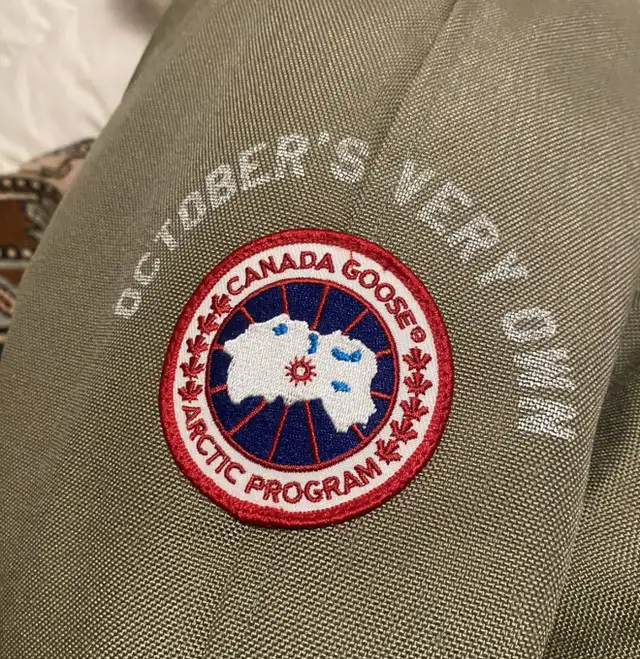 OCTOBER'S VERY OWN
CANADA GOOSE®
ARCTIC PROGRAM